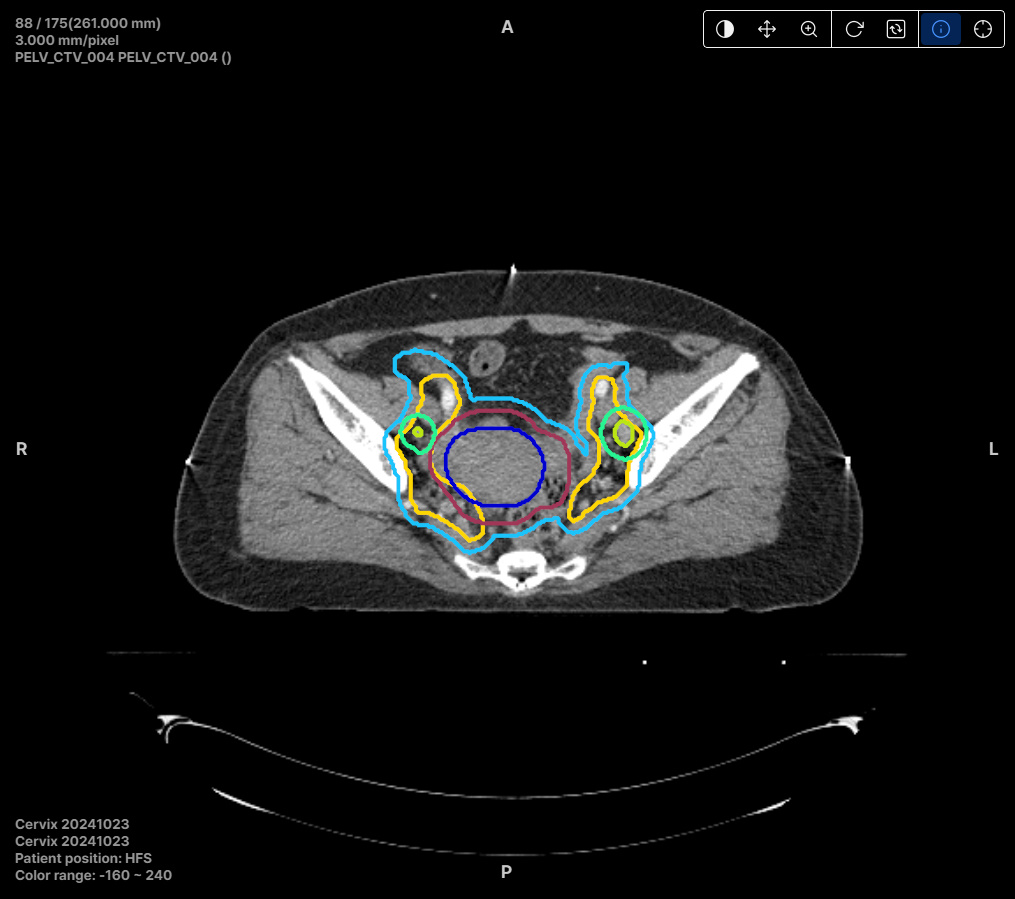 88 / 175(261.000 mm)
3.000 mm/pixel
PELV_CTV_004 PELV_CTV_004 ()
A
R
L
Cervix 20241023
Cervix 20241023
Patient position: HFS
Color range: -160 ~ 240
P